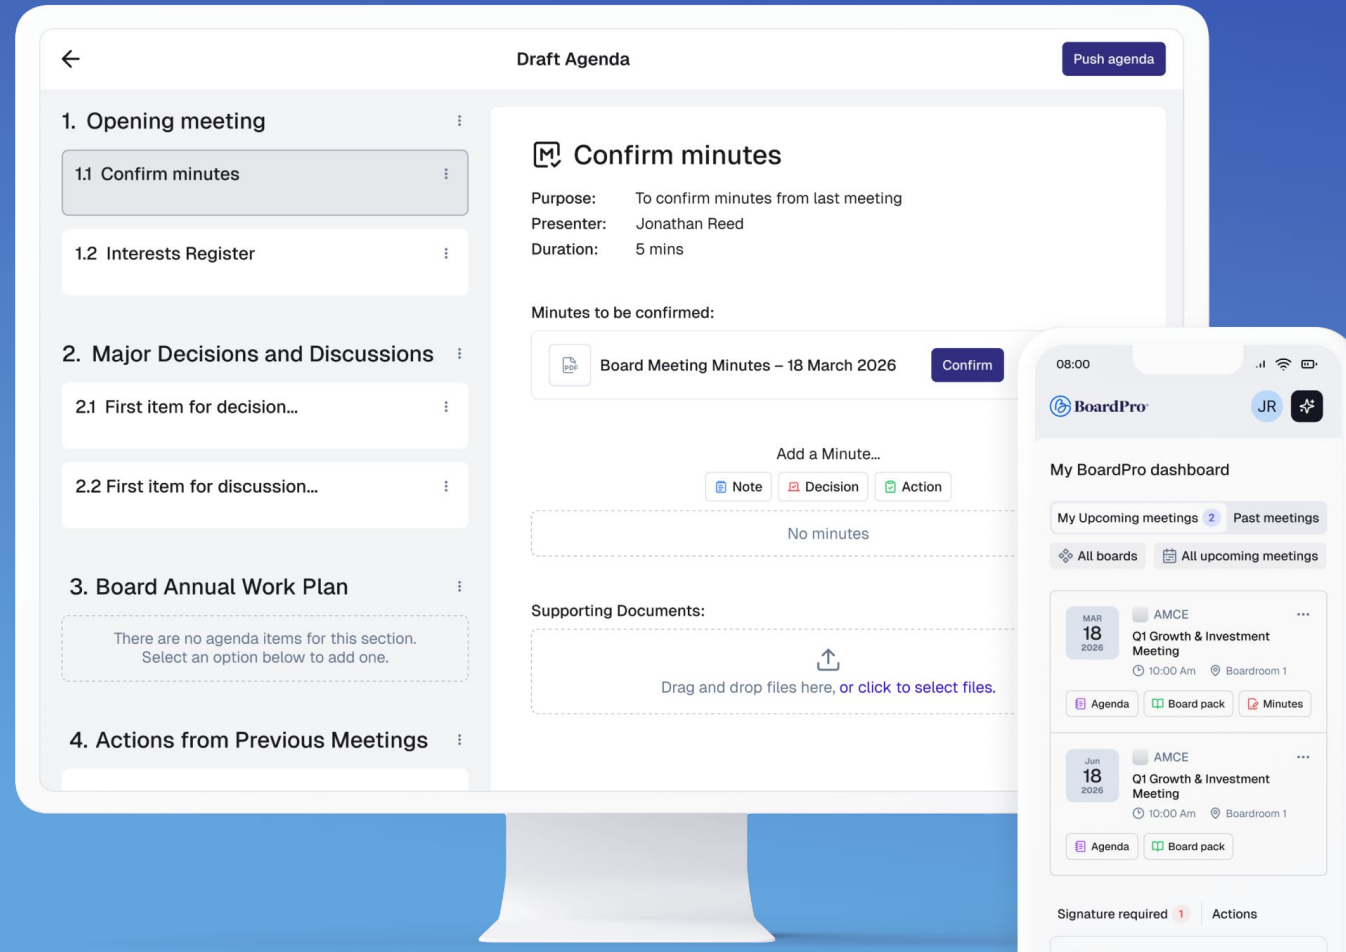 Draft Agenda
Push agenda
1. Opening meeting
1.1 Confirm minutes
1.2 Interests Register
2. Major Decisions and Discussions
2.1 First item for decision...
2.2 First item for discussion...
3. Board Annual Work Plan
There are no agenda items for this section.
Select an option below to add one.
4. Actions from Previous Meetings
Confirm minutes
Purpose: To confirm minutes from last meeting
Presenter: Jonathan Reed
Duration: 5 mins
Minutes to be confirmed:
PDF
Board Meeting Minutes – 18 March 2026
Confirm
Add a Minute...
Note
Decision
Action
No minutes
Supporting Documents:
Drag and drop files here, or click to select files.
08:00
BoardPro
JR
My BoardPro dashboard
My Upcoming meetings 2
Past meetings
All boards
All upcoming meetings
MAR
18
2026
AMCE
Q1 Growth & Investment
Meeting
10:00 Am
Boardroom 1
Agenda
Board pack
Minutes
Jun
18
2026
AMCE
Q1 Growth & Investment
Meeting
10:00 Am
Boardroom 1
Agenda
Board pack
Signature required 1
Actions